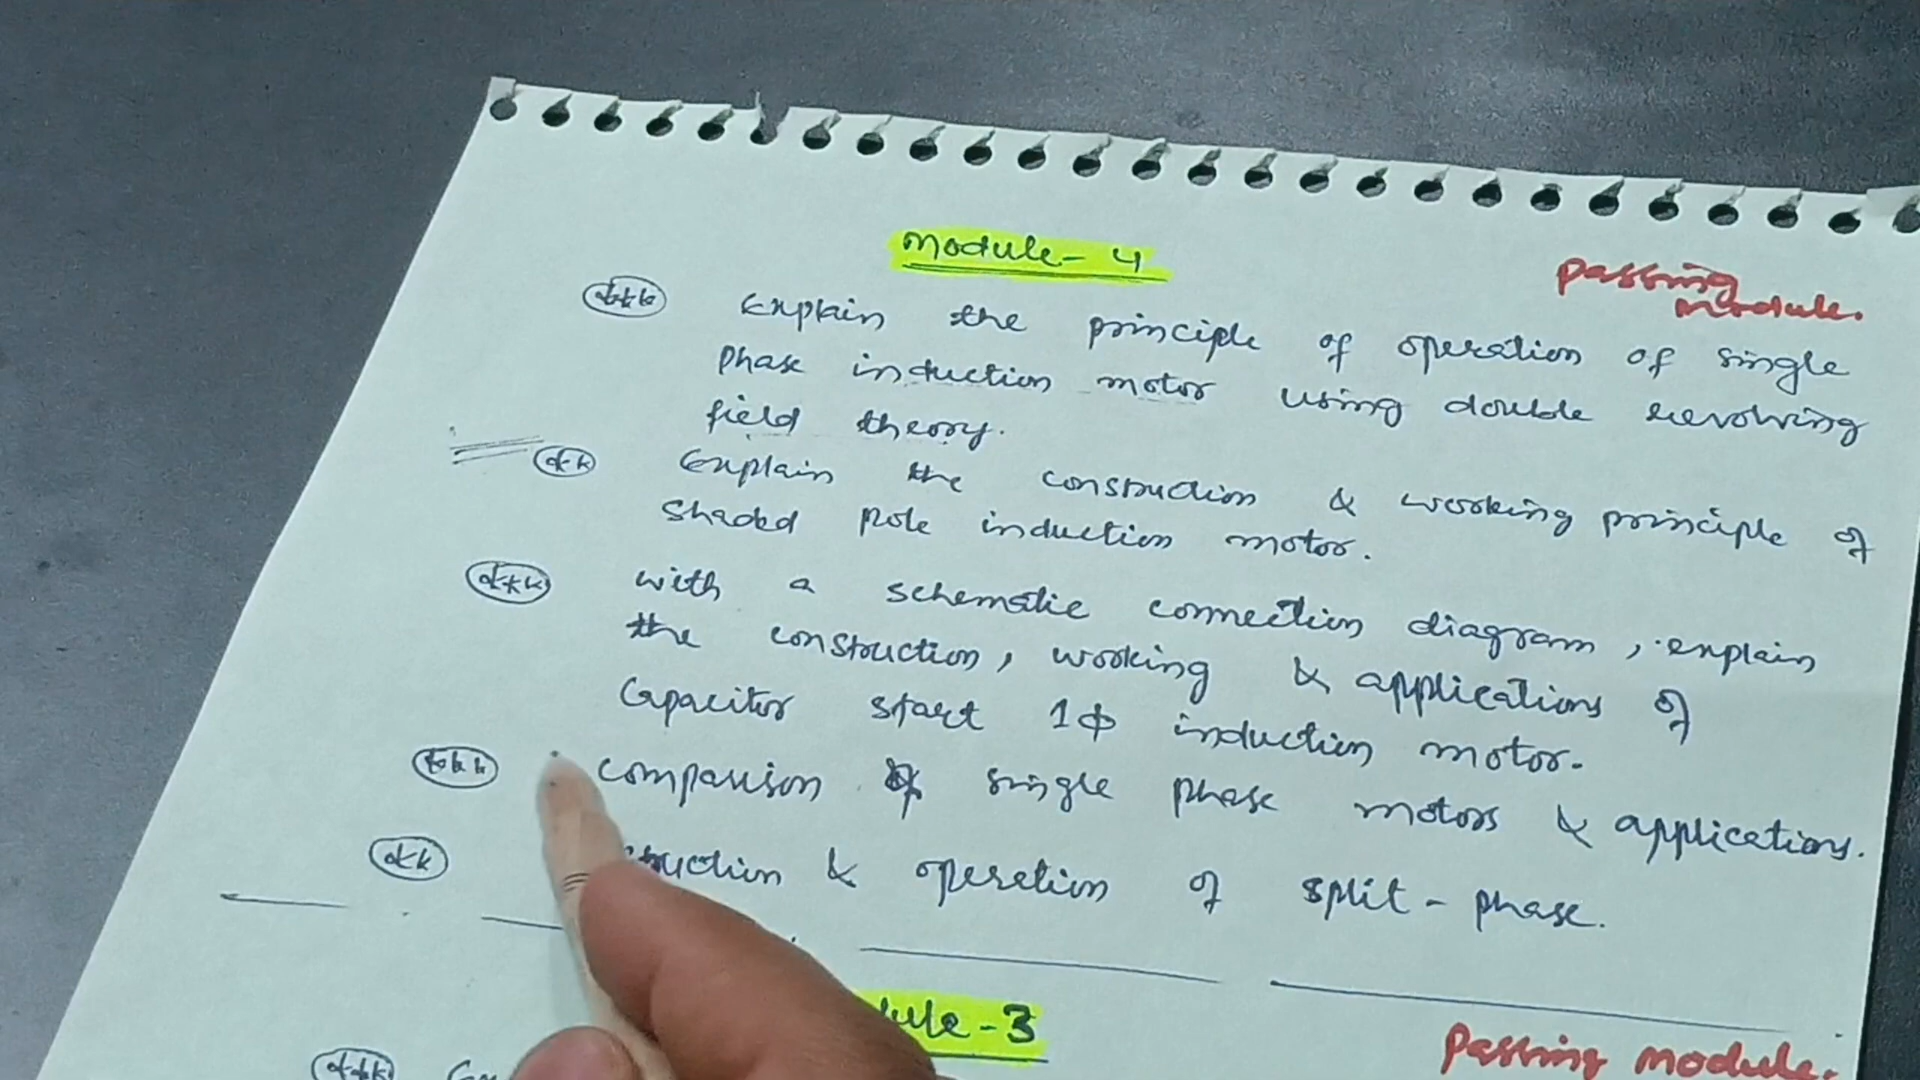 Module - 4
Passing
module.
*** Explain the principle of operation of single
phase induction motor using double revolving
field theory.
** Explain the construction & working principle of
shaded pole induction motor.
*** with a schematic connection diagram, explain
the construction, working & applications of
Capacitor start 1ϕ induction motor.
*** comparison of single phase motors & applications.
** struction & operation of split - phase.
dule - 3
Passing module.
***